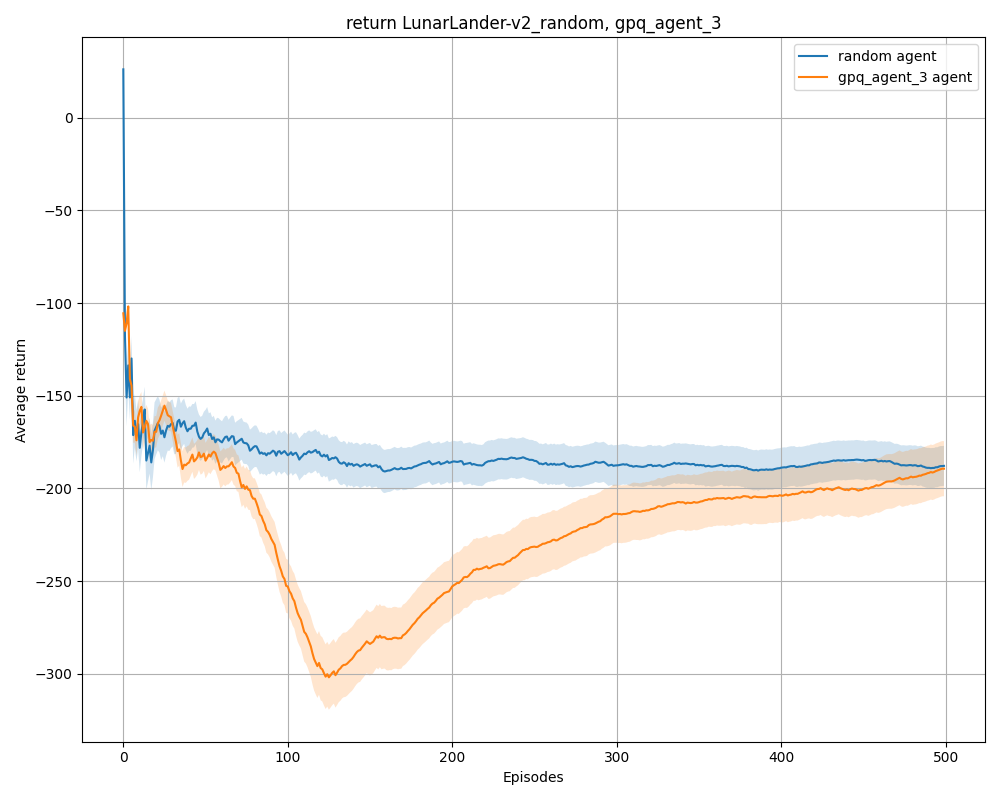 return LunarLander-v2_random, gpq_agent_3
random agent
gpq_agent_3 agent
Average return
0
−50
−100
−150
−200
−250
−300
0 100 200 300 400 500
Episodes